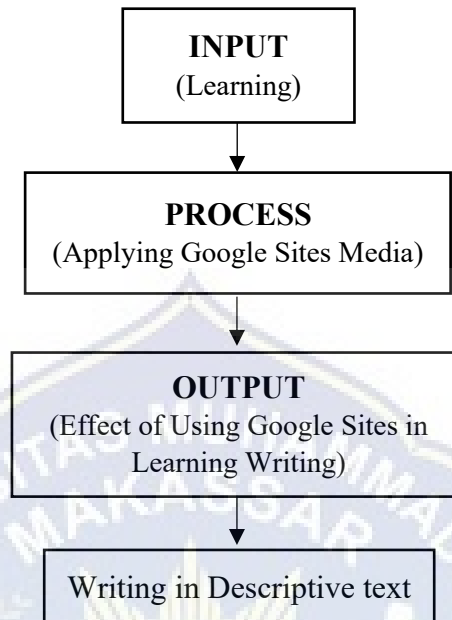 INPUT
(Learning)
PROCESS
(Applying Google Sites Media)
OUTPUT
(Effect of Using Google Sites in
Learning Writing)
Writing in Descriptive text
MAKASSAR